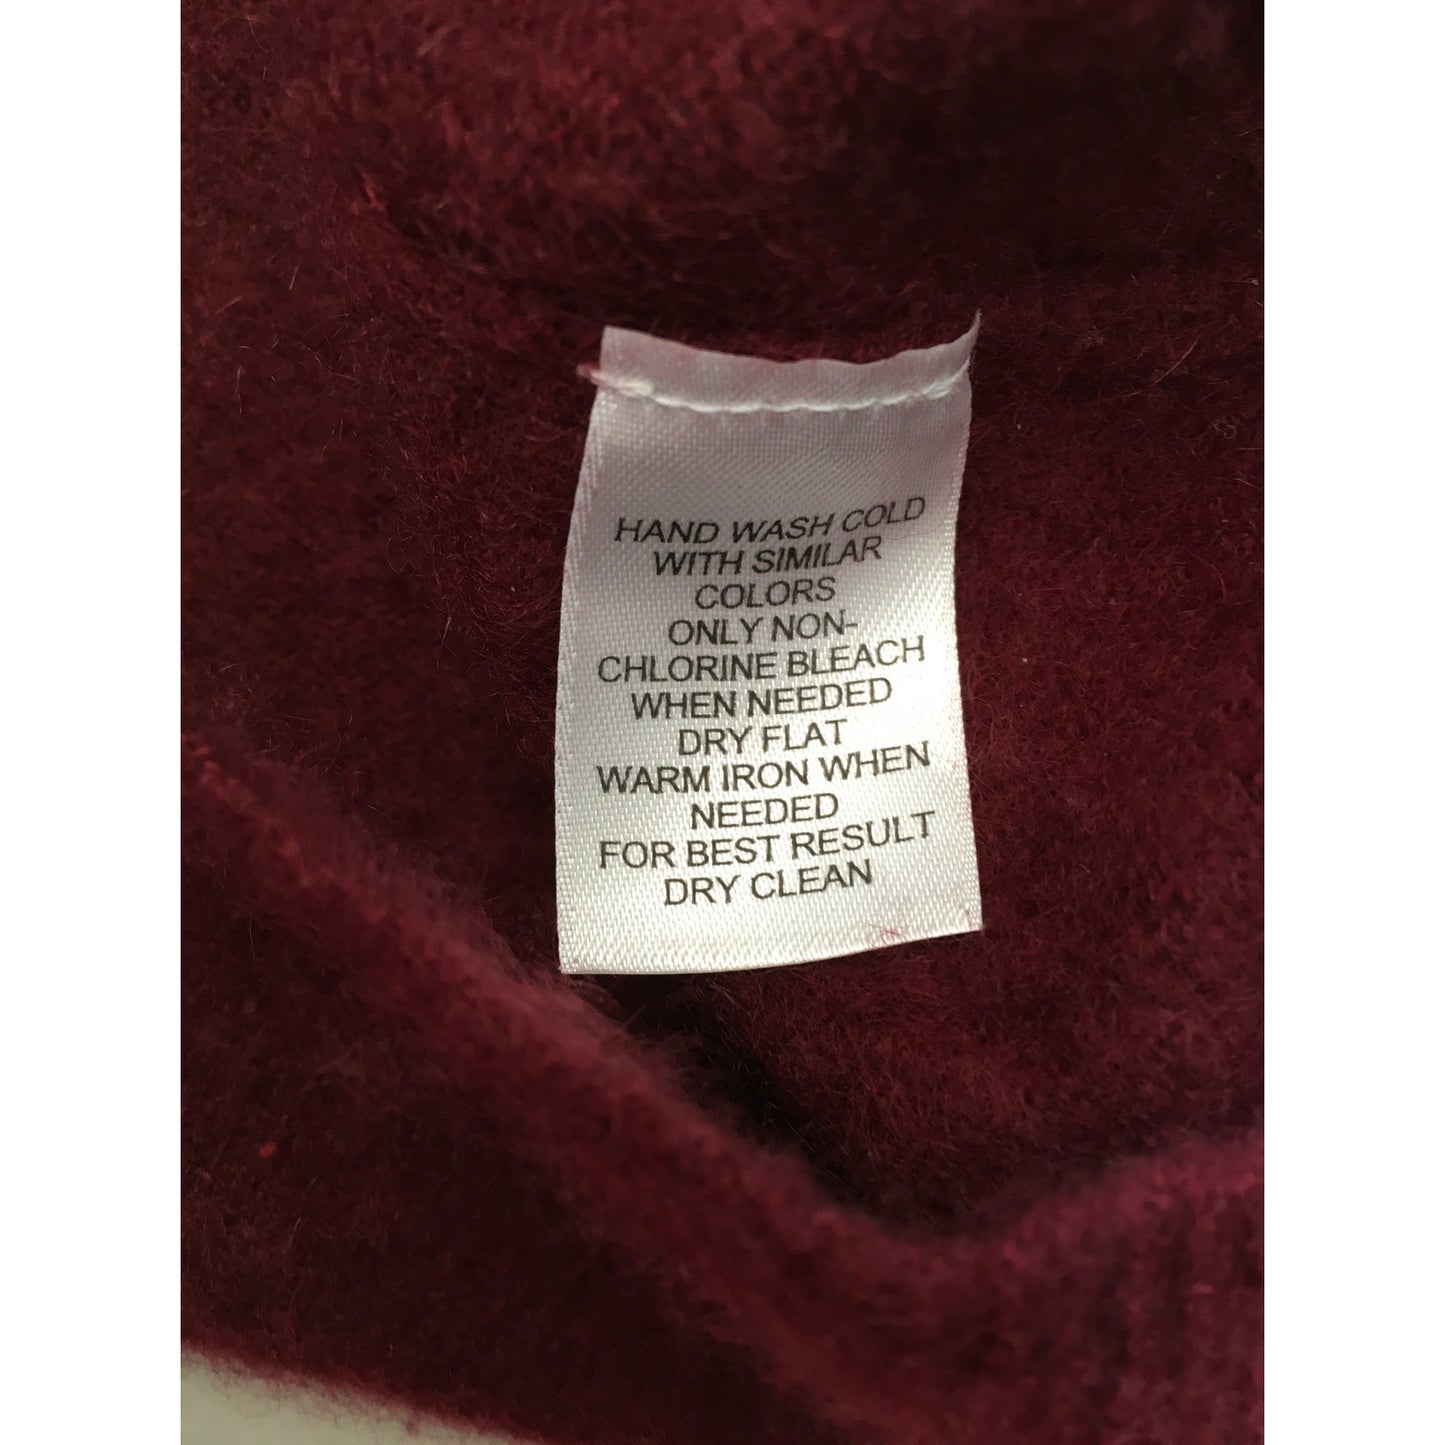 HAND WASH COLD
WITH SIMILAR
COLORS
ONLY NON-
CHLORINE BLEACH
WHEN NEEDED
DRY FLAT
WARM IRON WHEN
NEEDED
FOR BEST RESULT
DRY CLEAN